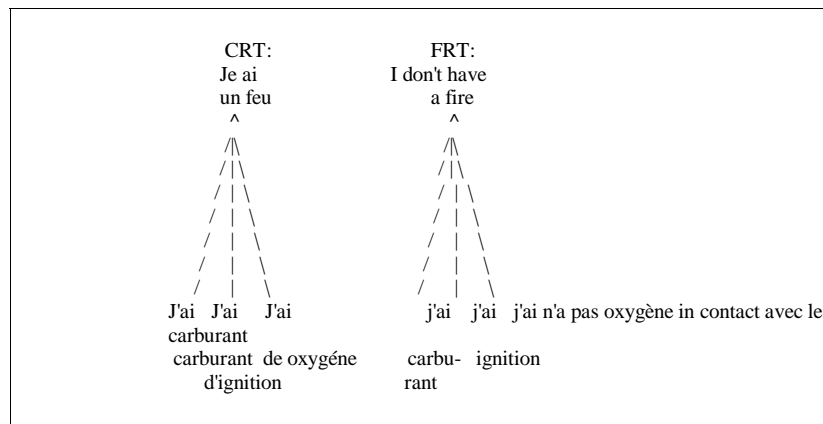 CRT: FRT:
Je ai I don't have
un feu a fire
^ ^
J'ai J'ai J'ai j'ai j'ai j'ai n'a pas oxygène in contact avec le
carburant
carburant de oxygéne carbu- ignition
d'ignition rant